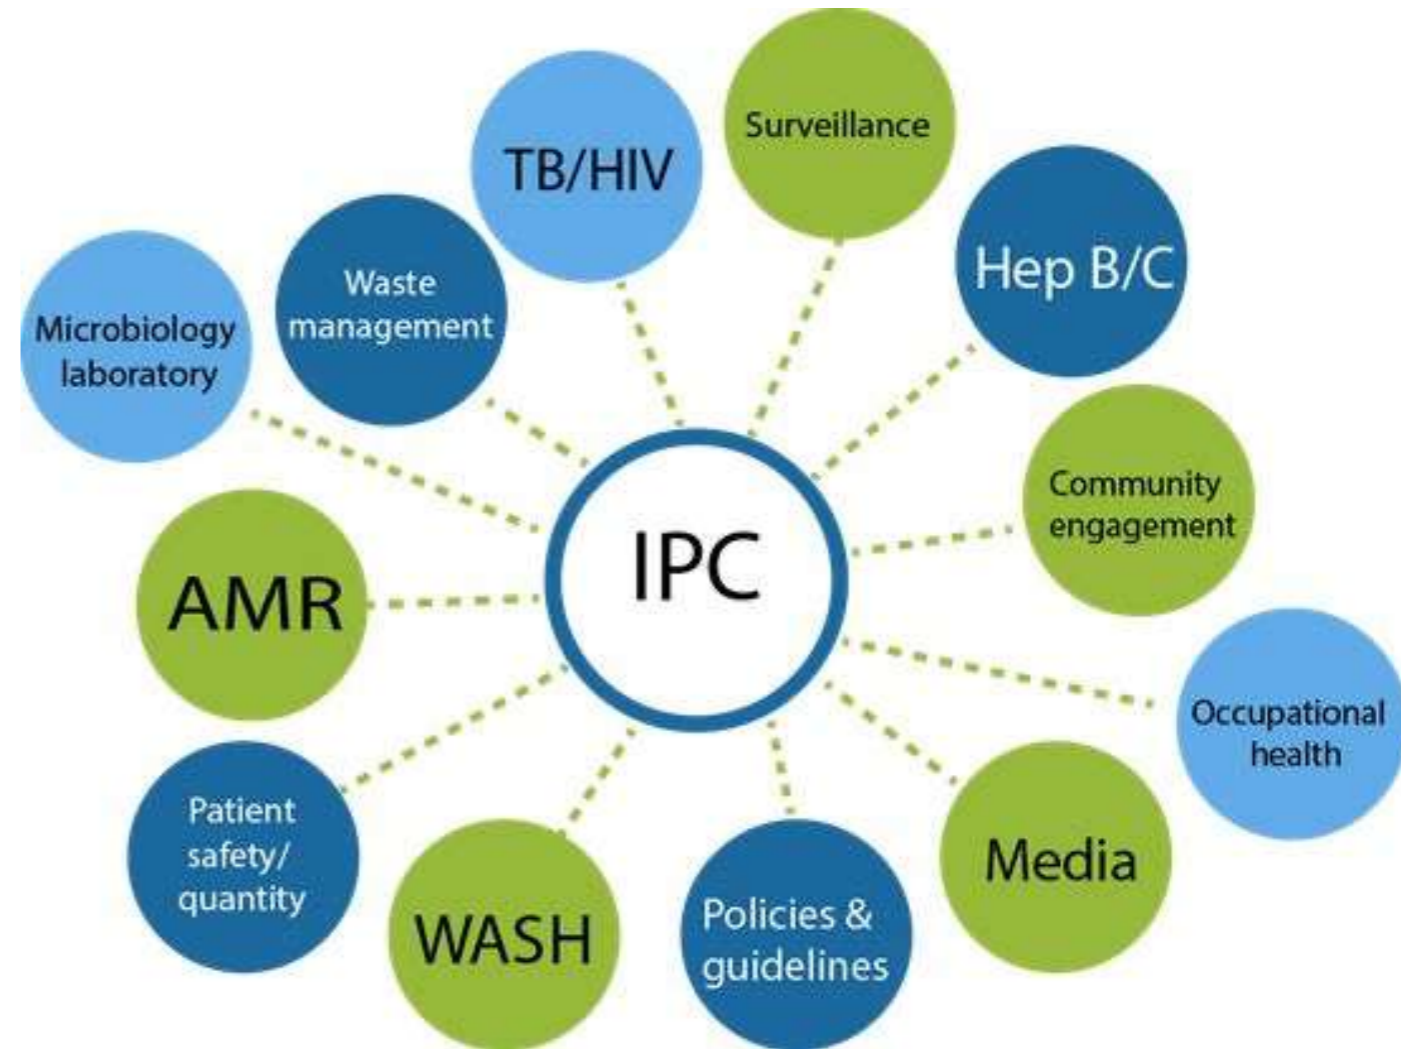 Surveillance
TB/HIV
Hep B/C
Waste
management
Microbiology
laboratory
Community
engagement
IPC
AMR
Occupational
health
Patient
safety/
quantity
Media
WASH
Policies &
guidelines